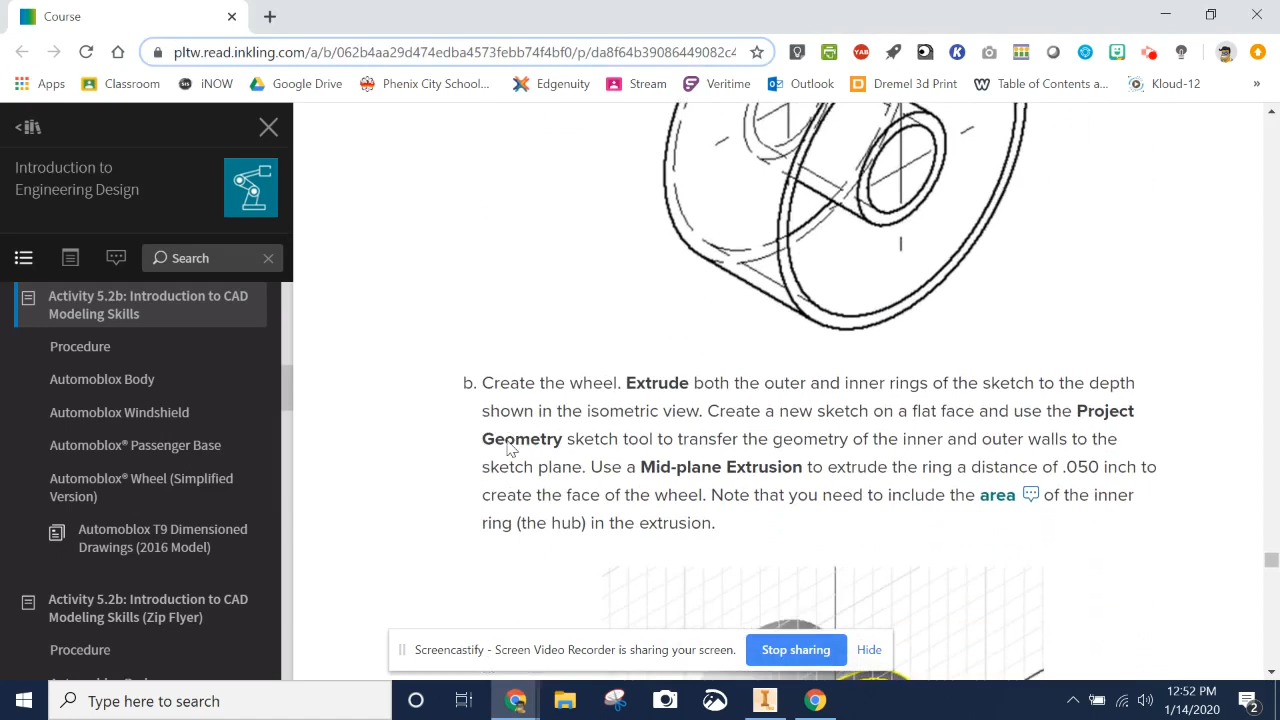 Course
pltw.read.inkling.com/a/b/062b4aa29d474edba4573febb74f4bf0/p/da8f64b39086449082c4
Apps Classroom iNOW Google Drive Phenix City School... Edgenuity Stream Veritime Outlook Dremel 3d Print Table of Contents a... Kloud-12 »
Introduction to
Engineering Design
Search
Activity 5.2b: Introduction to CAD
Modeling Skills
Procedure
Automoblox Body
Automoblox Windshield
Automoblox® Passenger Base
Automoblox® Wheel (Simplified
Version)
Automoblox T9 Dimensioned
Drawings (2016 Model)
Activity 5.2b: Introduction to CAD
Modeling Skills (Zip Flyer)
Procedure
b. Create the wheel. Extrude both the outer and inner rings of the sketch to the depth
shown in the isometric view. Create a new sketch on a flat face and use the Project
Geometry sketch tool to transfer the geometry of the inner and outer walls to the
sketch plane. Use a Mid-plane Extrusion to extrude the ring a distance of .050 inch to
create the face of the wheel. Note that you need to include the area of the inner
ring (the hub) in the extrusion.
Screencastify - Screen Video Recorder is sharing your screen.
Stop sharing
Hide
Type here to search
12:52 PM
1/14/2020
2